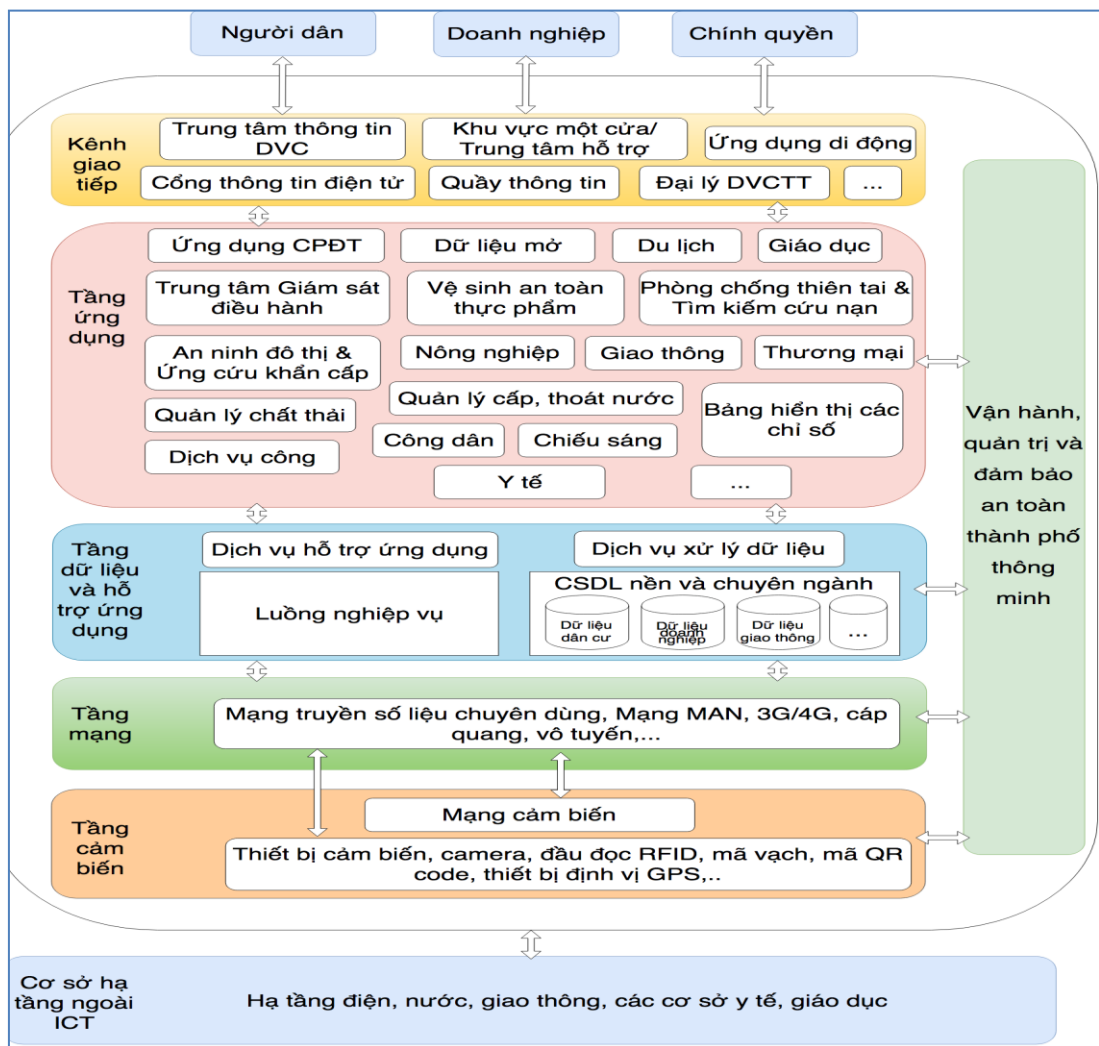 Người dân
Doanh nghiệp
Chính quyền
Kênh
giao
tiếp
Trung tâm thông tin
DVC
Khu vực một cửa/
Trung tâm hỗ trợ
Ứng dụng di động
Cổng thông tin điện tử
Quầy thông tin
Đại lý DVCTT
...
Tầng
ứng
dụng
Ứng dụng CPĐT
Dữ liệu mở
Du lịch
Giáo dục
Trung tâm Giám sát
điều hành
Vệ sinh an toàn
thực phẩm
Phòng chống thiên tai &
Tìm kiếm cứu nạn
An ninh đô thị &
Ứng cứu khẩn cấp
Nông nghiệp
Giao thông
Thương mại
Quản lý chất thải
Quản lý cấp, thoát nước
Bảng hiển thị các
chỉ số
Công dân
Chiếu sáng
Dịch vụ công
Y tế
...
Tầng
dữ liệu
và hỗ
trợ ứng
dụng
Dịch vụ hỗ trợ ứng dụng
Dịch vụ xử lý dữ liệu
Luồng nghiệp vụ
CSDL nền và chuyên ngành
Dữ liệu
dân cư
Dữ liệu
doanh
nghiệp
Dữ liệu
giao thông
...
Tầng
mạng
Mạng truyền số liệu chuyên dùng, Mạng MAN, 3G/4G, cáp
quang, vô tuyến,...
Tầng
cảm
biến
Mạng cảm biến
Thiết bị cảm biến, camera, đầu đọc RFID, mã vạch, mã QR
code, thiết bị định vị GPS,..
Vận hành,
quản trị và
đảm bảo
an toàn
thành phố
thông
minh
Cơ sở hạ
tầng ngoài
ICT
Hạ tầng điện, nước, giao thông, các cơ sở y tế, giáo dục